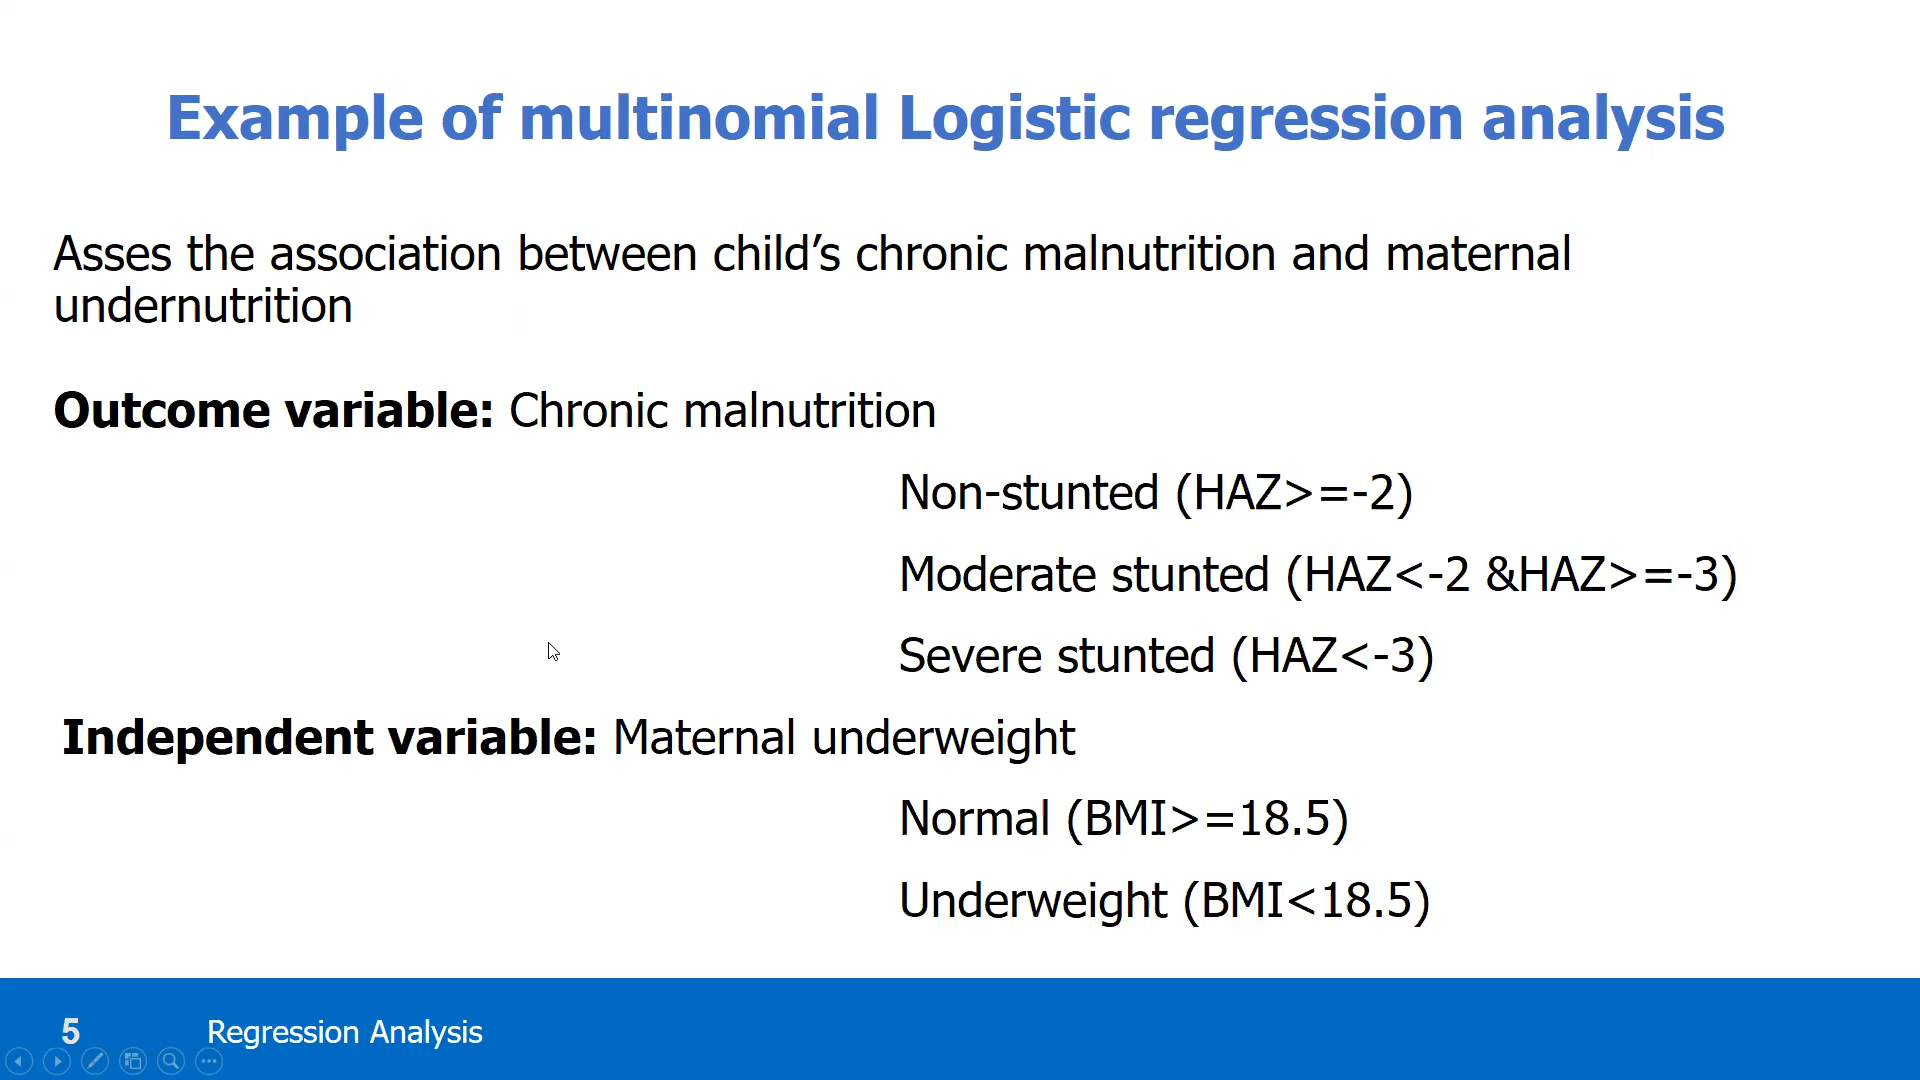 Example of multinomial Logistic regression analysis
Asses the association between child’s chronic malnutrition and maternal
undernutrition
Outcome variable: Chronic malnutrition
Non-stunted (HAZ>=-2)
Moderate stunted (HAZ<-2 &HAZ>=-3)
Severe stunted (HAZ<-3)
Independent variable: Maternal underweight
Normal (BMI>=18.5)
Underweight (BMI<18.5)
5 Regression Analysis